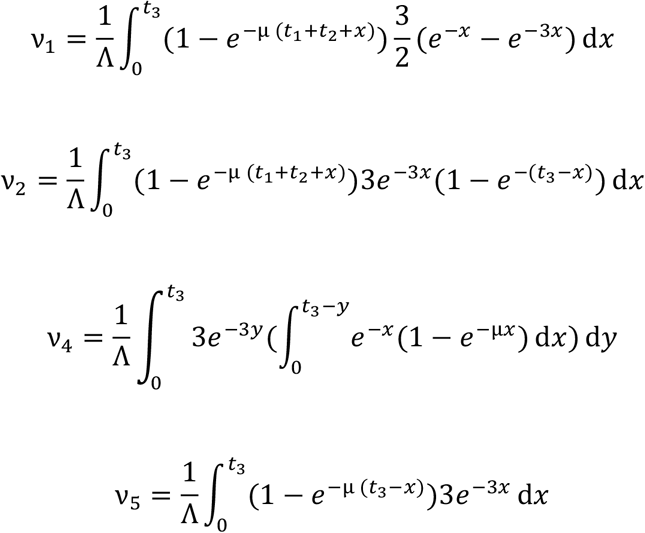 ν₁ = 1/Λ ∫₀^t₃ (1 − e^(−μ (t₁+t₂+x))) 3/2 (e^(−x) − e^(−3x)) dx
ν₂ = 1/Λ ∫₀^t₃ (1 − e^(−μ (t₁+t₂+x))) 3e^(−3x) (1 − e^(−(t₃−x))) dx
ν₄ = 1/Λ ∫₀^t₃ 3e^(−3y) (∫₀^(t₃−y) e^(−x) (1 − e^(−μx)) dx) dy
ν₅ = 1/Λ ∫₀^t₃ (1 − e^(−μ (t₃−x))) 3e^(−3x) dx